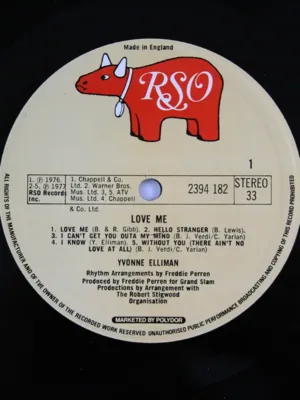 Made in England
RSO
1. ℗ 1976.
2-5. ℗ 1977
RSO Records
Inc.
1. Chappell & Co.
Ltd. 2. Warner Bros.
Mus. Ltd. 3, 5. ATV
Mus. Ltd. 4. Chappell
& Co. Ltd.
1
2394 182
STEREO
33
LOVE ME
1. LOVE ME (B. & R. Gibb). 2. HELLO STRANGER (B. Lewis).
3. I CAN'T GET YOU OUTA MY MIND (B. J. Verdi/C. Yarian)
4. I KNOW (Y. Elliman). 5. WITHOUT YOU (THERE AIN'T NO
LOVE AT ALL) (B. J. Verdi/C. Yarian)
YVONNE ELLIMAN
Rhythm Arrangements by Freddie Perren
Produced by Freddie Perren for Grand Slam
Productions by Arrangement with
The Robert Stigwood
Organisation
MARKETED BY POLYDOR
ALL RIGHTS OF THE MANUFACTURER AND OF THE OWNER OF THE RECORDED WORK RESERVED UNAUTHORISED PUBLIC PERFORMANCE BROADCASTING AND COPYING OF THIS RECORD PROHIBITED